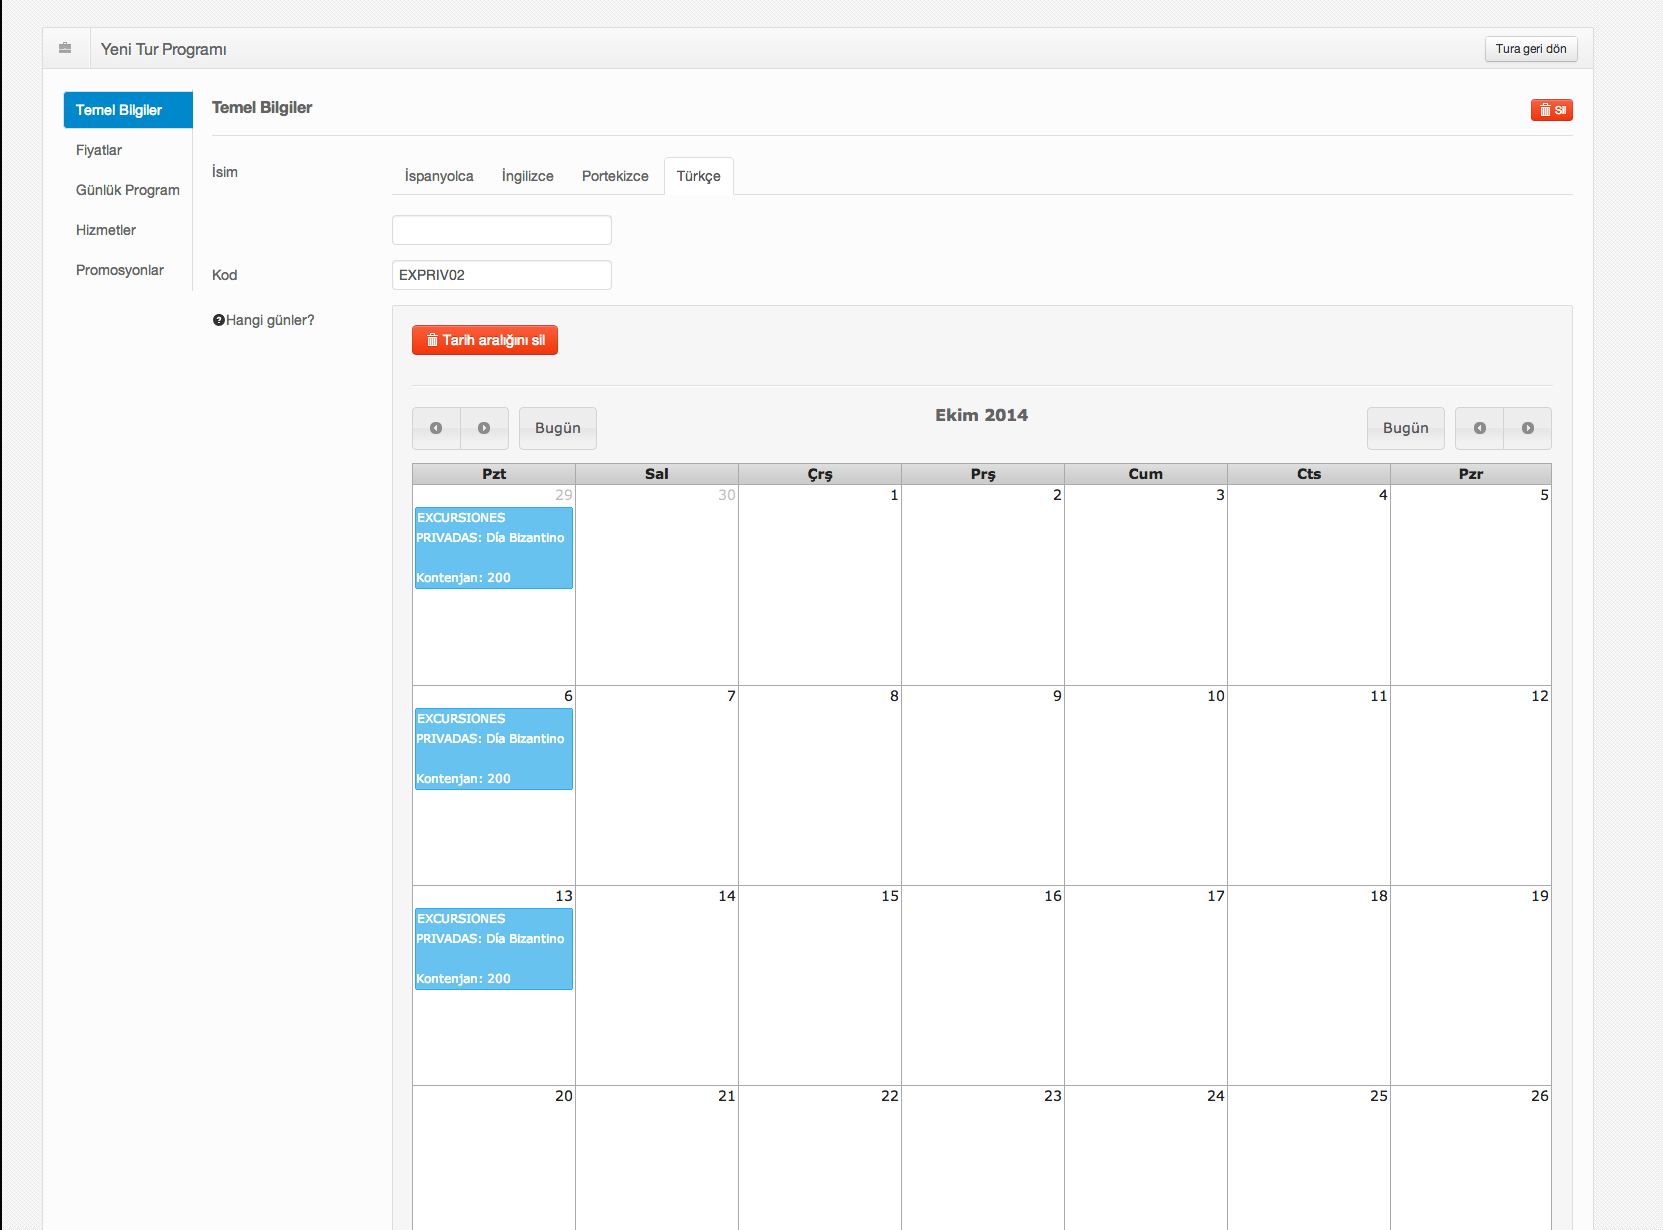 Yeni Tur Programı
Tura geri dön
Temel Bilgiler
Fiyatlar
Günlük Program
Hizmetler
Promosyonlar
Temel Bilgiler
Sil
İsim
İspanyolca İngilizce Portekizce Türkçe
Kod
EXPRIV02
Hangi günler?
Tarih aralığını sil
Bugün
Ekim 2014
Bugün
Pzt Sal Çrş Prş Cum Cts Pzr
29 30 1 2 3 4 5
EXCURSIONES
PRIVADAS: Día Bizantino
Kontenjan: 200
6 7 8 9 10 11 12
EXCURSIONES
PRIVADAS: Día Bizantino
Kontenjan: 200
13 14 15 16 17 18 19
EXCURSIONES
PRIVADAS: Día Bizantino
Kontenjan: 200
20 21 22 23 24 25 26